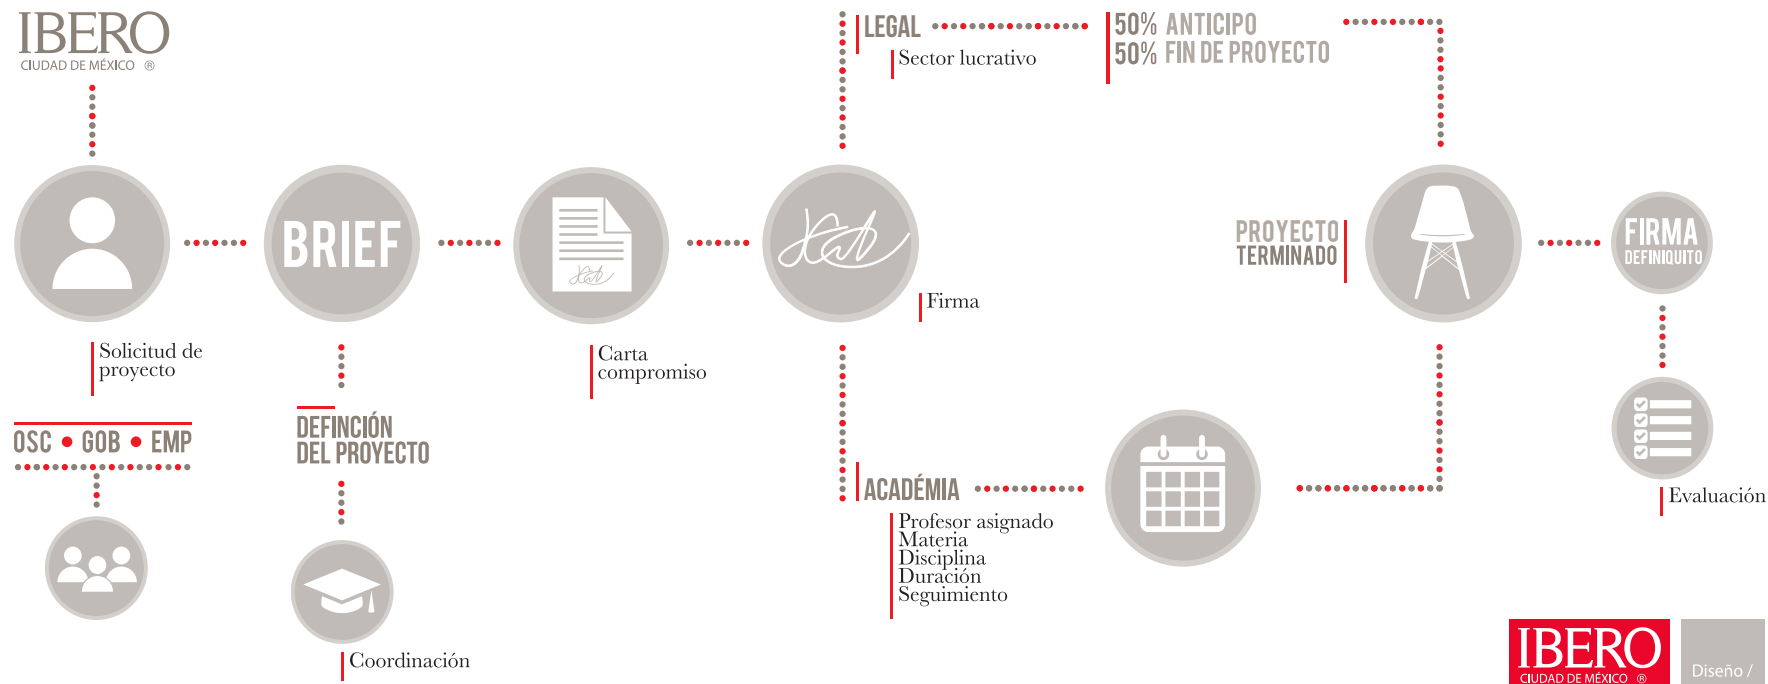 IBERO
CIUDAD DE MÉXICO ®
Solicitud de
proyecto
OSC • GOB • EMP
BRIEF
DEFINCIÓN
DEL PROYECTO
Coordinación
Carta
compromiso
Firma
LEGAL
Sector lucrativo
50% ANTICIPO
50% FIN DE PROYECTO
ACADÉMIA
Profesor asignado
Materia
Disciplina
Duración
Seguimiento
PROYECTO
TERMINADO
FIRMA
DEFINIQUITO
Evaluación
IBERO
CIUDAD DE MÉXICO ®
Diseño /